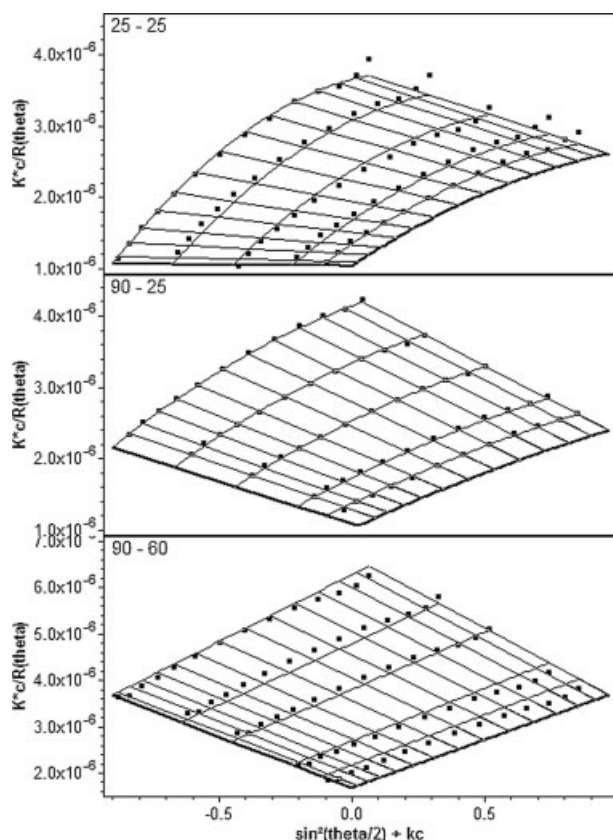 25 - 25
4.0x10⁻⁶
3.0x10⁻⁶
2.0x10⁻⁶
1.0x10⁻⁶
K*c/R(theta)
90 - 25
4.0x10⁻⁶
3.0x10⁻⁶
2.0x10⁻⁶
1.0x10⁻⁶
K*c/R(theta)
90 - 60
7.0x10⁻⁶
6.0x10⁻⁶
5.0x10⁻⁶
4.0x10⁻⁶
3.0x10⁻⁶
2.0x10⁻⁶
K*c/R(theta)
-0.5
0.0
0.5
sin²(theta/2) + kc